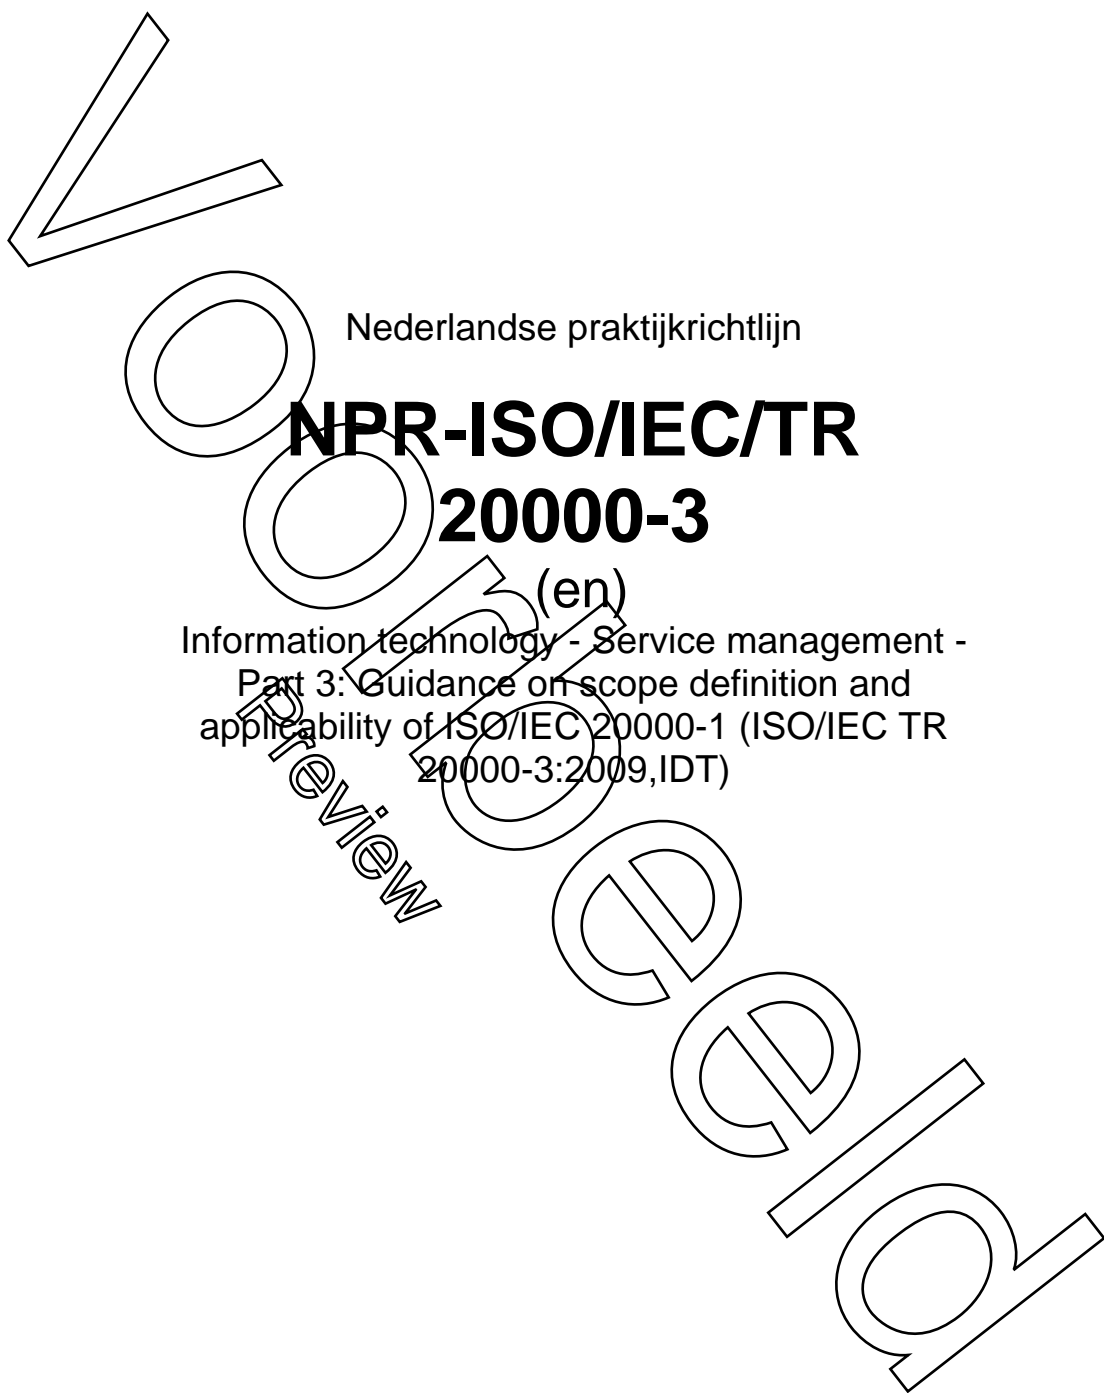 Nederlandse praktijkrichtlijn
NPR-ISO/IEC/TR
20000-3
(en)
Information technology - Service management -
Part 3: Guidance on scope definition and
applicability of ISO/IEC 20000-1 (ISO/IEC TR
20000-3:2009,IDT)
Voorbeeld
Preview